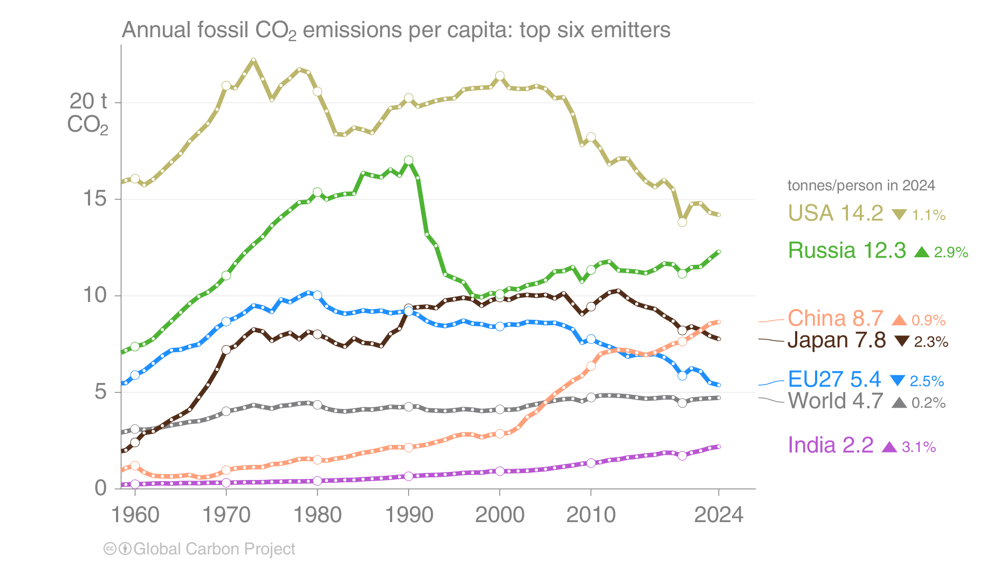 Annual fossil CO₂ emissions per capita: top six emitters
20 t
CO₂
15
10
5
0
1960 1970 1980 1990 2000 2010 2024
tonnes/person in 2024
USA 14.2 ▼ 1.1%
Russia 12.3 ▲ 2.9%
China 8.7 ▲ 0.9%
Japan 7.8 ▼ 2.3%
EU27 5.4 ▼ 2.5%
World 4.7 ▲ 0.2%
India 2.2 ▲ 3.1%
cc Global Carbon Project